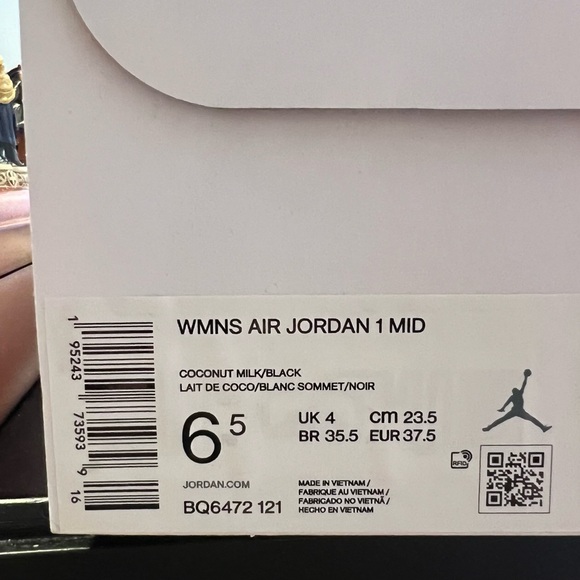 WMNS AIR JORDAN 1 MID
COCONUT MILK/BLACK
LAIT DE COCO/BLANC SOMMET/NOIR
6 5
UK 4 cm 23.5
BR 35.5 EUR 37.5
JORDAN.COM
BQ6472 121
MADE IN VIETNAM /
FABRIQUE AU VIETNAM /
FABRICADO NO VIETNÃ /
HECHO EN VIETNAM
RFID
1 95243 73593 9 16